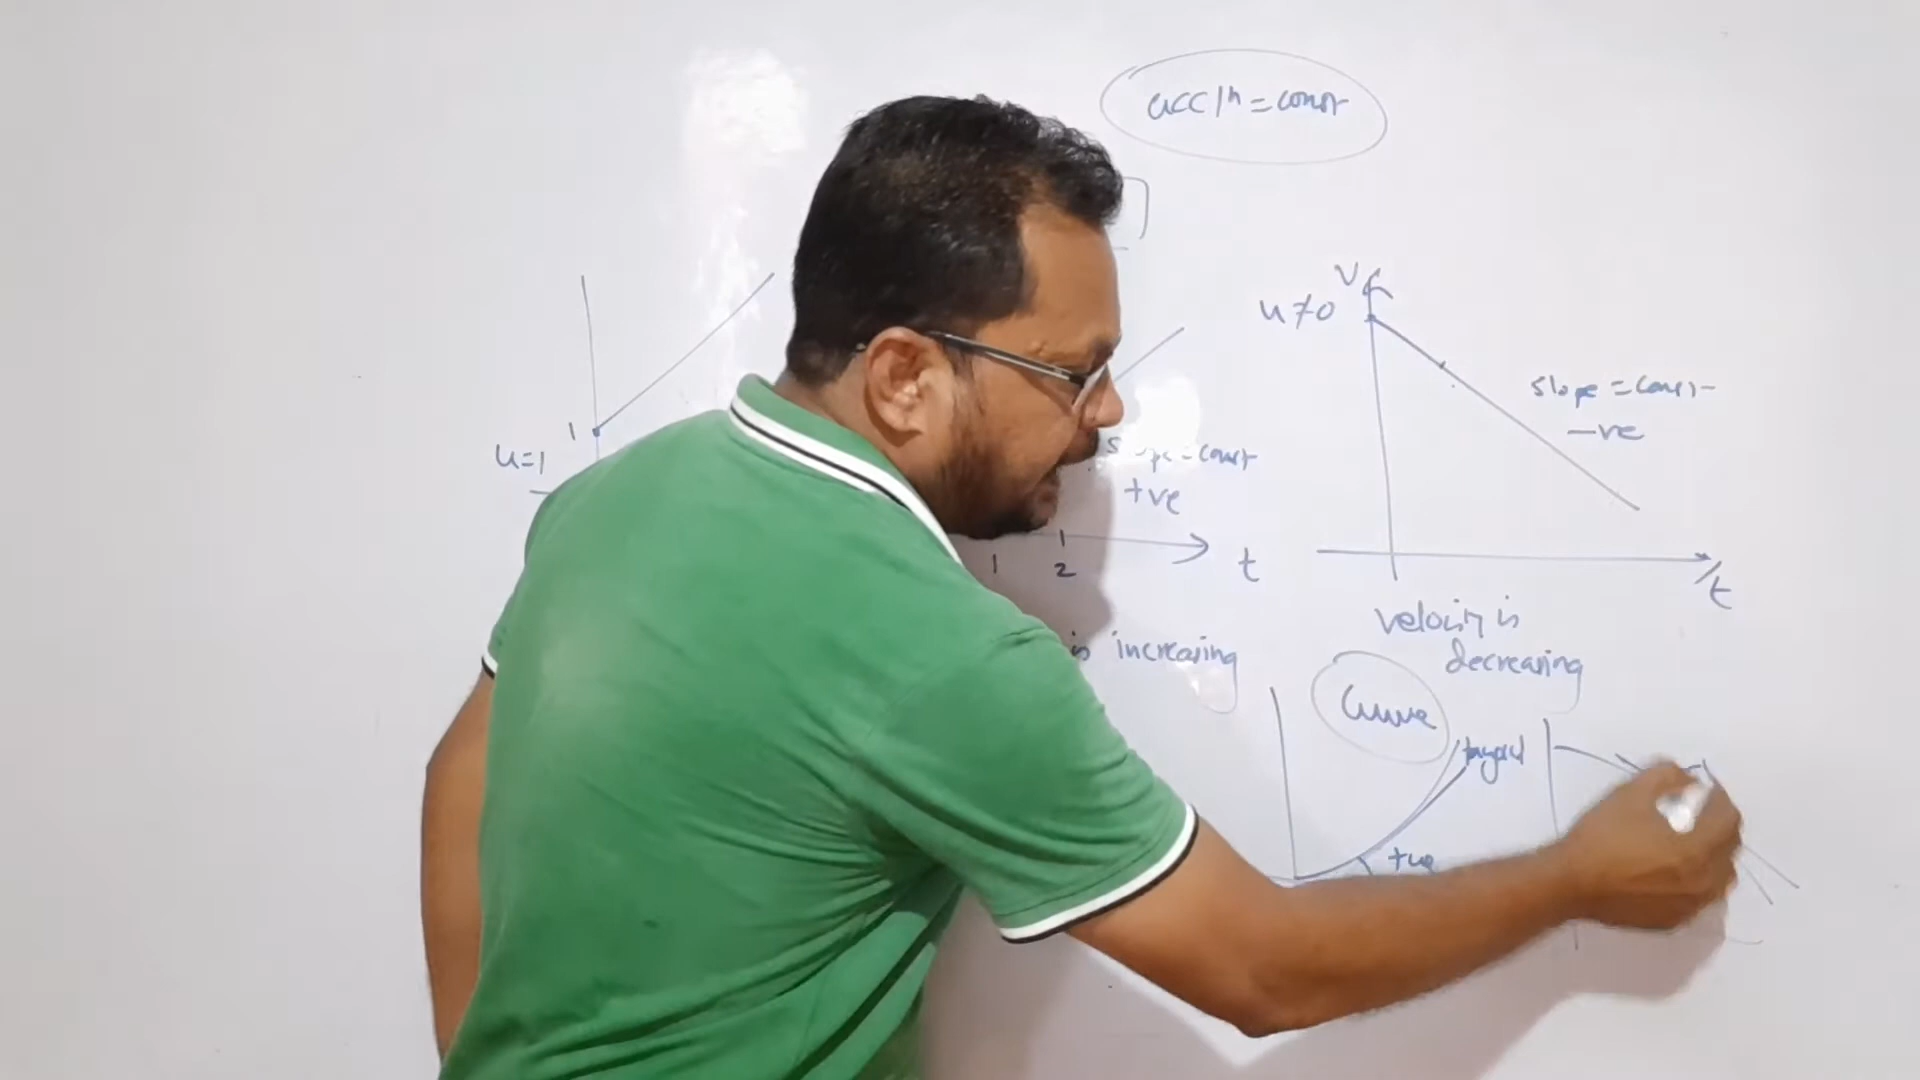 accⁿ = const
1
u=1
slope = const
+ve
1
2
t
is increasing
v
u≠0
slope = const
-ve
t
velocity is
decreasing
Curve
tangent
+ve